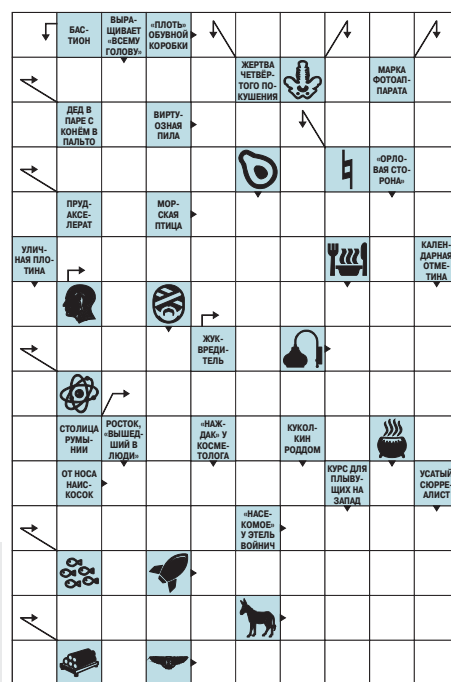 БАС-
ТИОН
ВЫРА-
ЩИВАЕТ
«ВСЕМУ
ГОЛОВУ»
«ПЛОТЬ»
ОБУВНОЙ
КОРОБКИ
ЖЕРТВА
ЧЕТВЁР-
ТОГО ПО-
КУШЕНИЯ
МАРКА
ФОТОАП-
ПАРАТА
ДЕД В
ПАРЕ С
КОНЁМ В
ПАЛЬТО
ВИРТУ-
ОЗНАЯ
ПИЛА
«ОРЛО-
ВАЯ СТО-
РОНА»
ПРУД-
АКСЕ-
ЛЕРАТ
МОР-
СКАЯ
ПТИЦА
УЛИЧ-
НАЯ ПЛО-
ТИНА
КАЛЕН-
ДАРНАЯ
ОТМЕ-
ТИНА
ЖУК-
ВРЕДИ-
ТЕЛЬ
СТОЛИЦА
РУМЫ-
НИИ
РОСТОК,
«ВЫШЕД-
ШИЙ В
ЛЮДИ»
«НАЖ-
ДАК» У
КОСМЕ-
ТОЛОГА
КУКОЛ-
КИН
РОДДОМ
ОТ НОСА
НАИС-
КОСОК
КУРС ДЛЯ
ПЛЫВУ-
ЩИХ НА
ЗАПАД
УСАТЫЙ
СЮРРЕ-
АЛИСТ
«НАСЕ-
КОМОЕ»
У ЭТЕЛЬ
ВОЙНИЧ